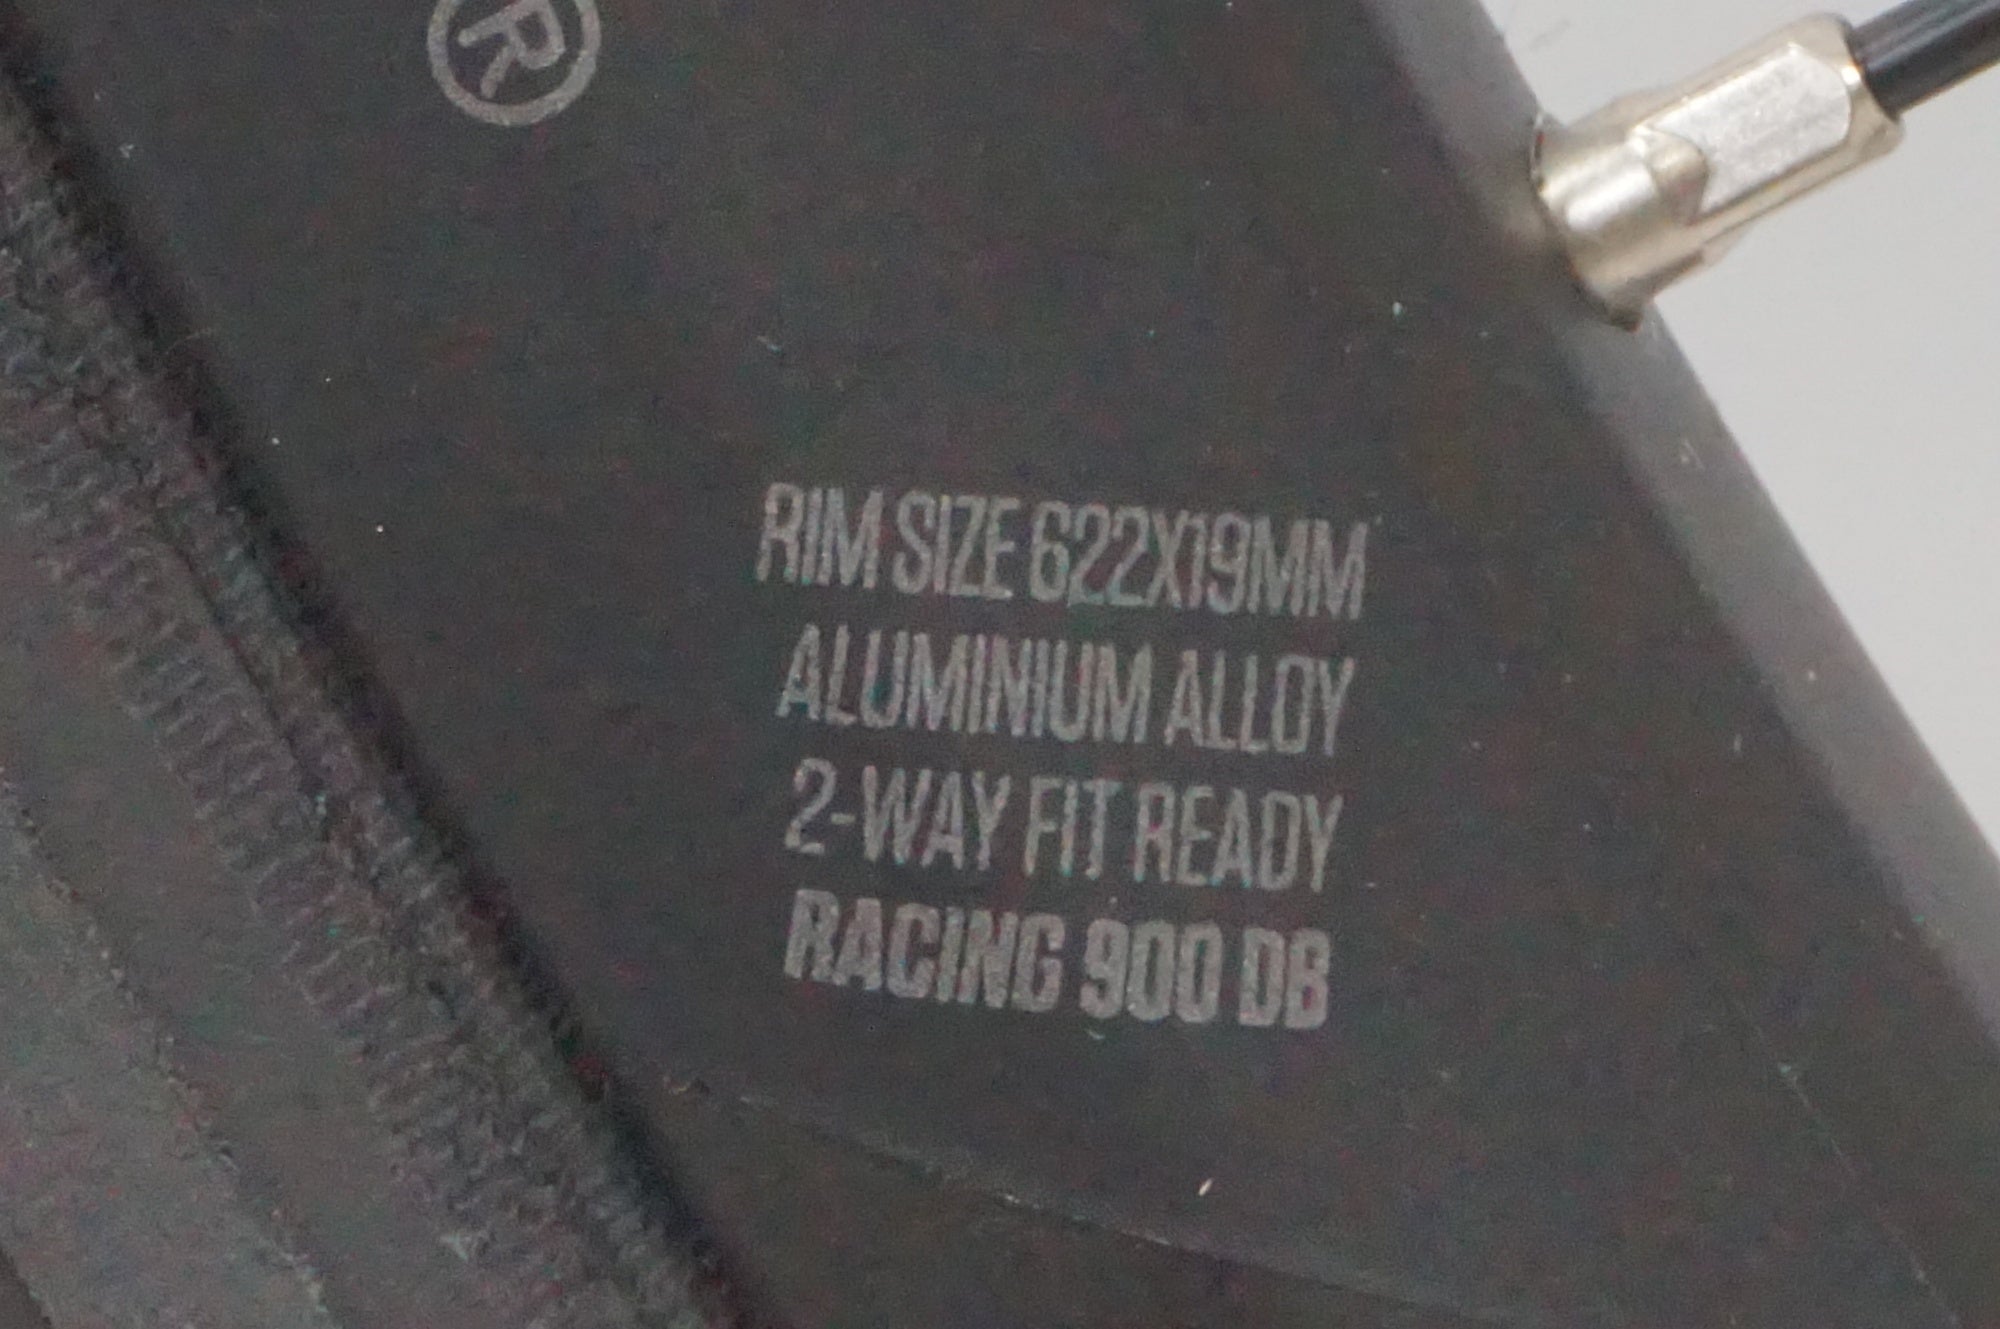 ®
RIM SIZE 622X19MM
ALUMINIUM ALLOY
2-WAY FIT READY
RACING 900 DB